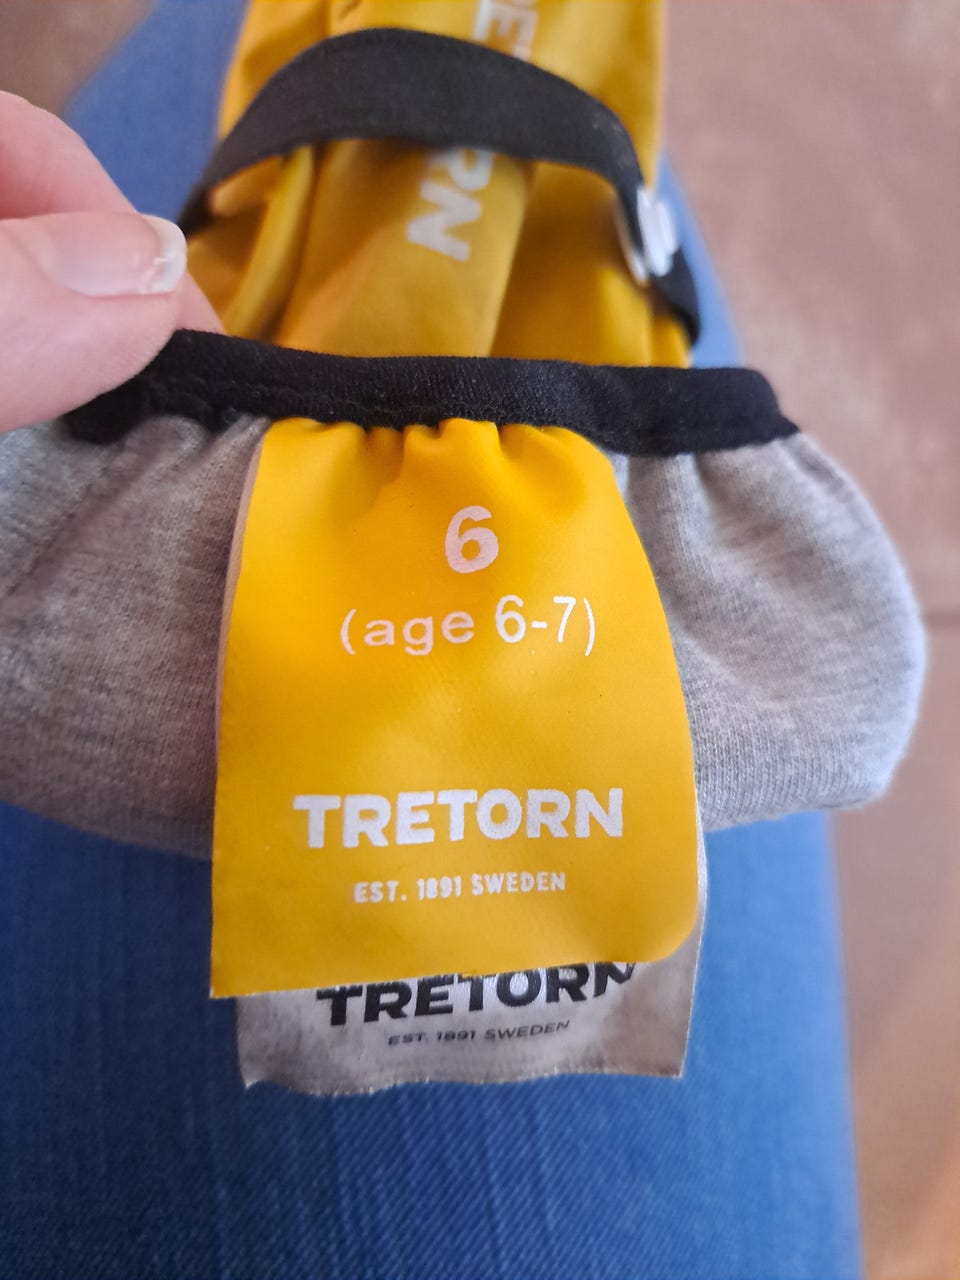 6
(age 6-7)
TRETORN
EST. 1891 SWEDEN
TRETORN
EST. 1891 SWEDEN